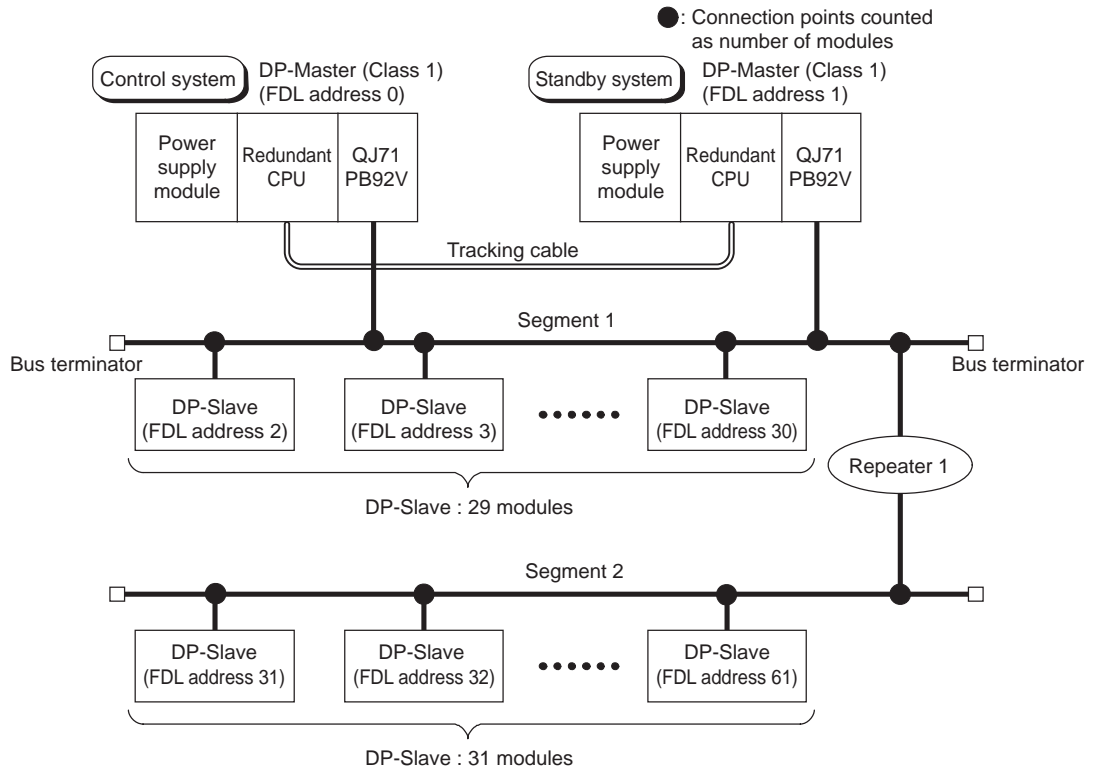 ●: Connection points counted
as number of modules
Control system
DP-Master (Class 1)
(FDL address 0)
Standby system
DP-Master (Class 1)
(FDL address 1)
Power
supply
module
Redundant
CPU
QJ71
PB92V
Power
supply
module
Redundant
CPU
QJ71
PB92V
Tracking cable
Segment 1
Bus terminator
Bus terminator
DP-Slave
(FDL address 2)
DP-Slave
(FDL address 3)
DP-Slave
(FDL address 30)
Repeater 1
DP-Slave : 29 modules
Segment 2
DP-Slave
(FDL address 31)
DP-Slave
(FDL address 32)
DP-Slave
(FDL address 61)
DP-Slave : 31 modules